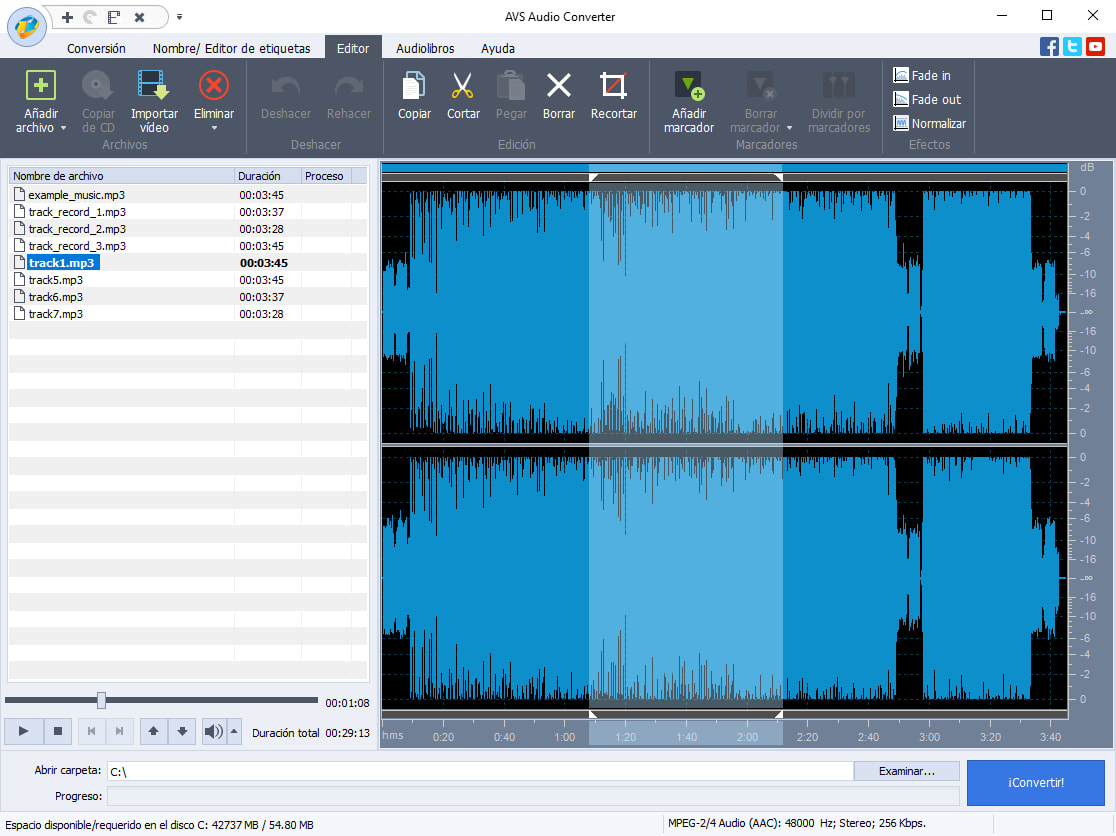 AVS Audio Converter
Conversión Nombre/ Editor de etiquetas Editor Audiolibros Ayuda
Añadir archivo
Copiar de CD
Importar vídeo
Eliminar
Archivos
Deshacer
Rehacer
Deshacer
Copiar
Cortar
Pegar
Borrar
Recortar
Edición
Añadir marcador
Borrar marcador
Dividir por marcadores
Marcadores
Fade in
Fade out
Normalizar
Efectos
Nombre de archivo Duración Proceso
example_music.mp3 00:03:45
track_record_1.mp3 00:03:37
track_record_2.mp3 00:03:28
track_record_3.mp3 00:03:45
track1.mp3 00:03:45
track5.mp3 00:03:45
track6.mp3 00:03:37
track7.mp3 00:03:28
00:01:08
Duración total 00:29:13
dB
0
-2
-4
-6
-10
-16
-∞
-16
-10
-6
-4
-2
0
0
-2
-4
-6
-10
-16
-∞
-16
-10
-6
-4
-2
0
hms 0:20 0:40 1:00 1:20 1:40 2:00 2:20 2:40 3:00 3:20 3:40
Abrir carpeta: C:\ Examinar...
Progreso:
¡Convertir!
Espacio disponible/requerido en el disco C: 42737 MB / 54.80 MB
MPEG-2/4 Audio (AAC): 48000 Hz; Stereo; 256 Kbps.